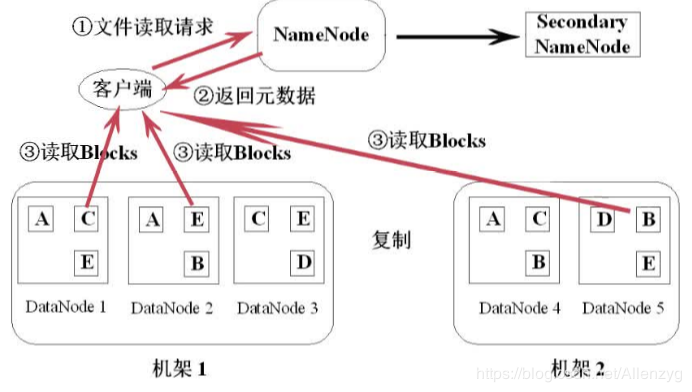 ①文件读取请求
NameNode
Secondary
NameNode
客户端
②返回元数据
③读取Blocks
③读取Blocks
③读取Blocks
A C
E
A E
B
C E
D
复制
A C
B
D B
E
DataNode 1
DataNode 2
DataNode 3
DataNode 4
DataNode 5
机架 1
机架 2
https://blog.csdn.net/Allenzyg